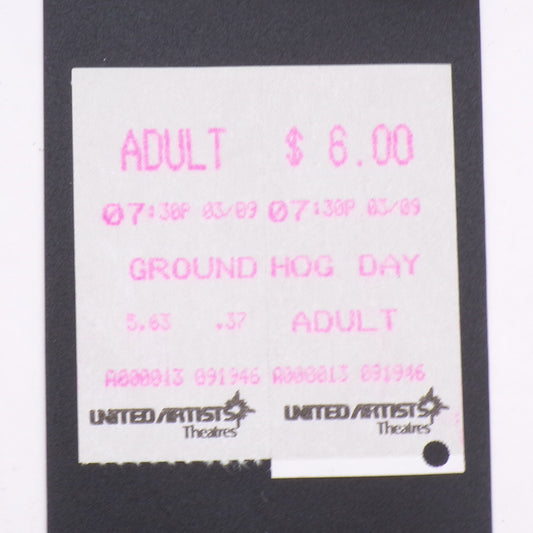 ADULT $ 6.00
07:30P 03/09 07:30P 03/09
GROUND HOG DAY
5.63 .37 ADULT
A000013 091946 A000013 091946
UNITED ARTISTS UNITED ARTISTS
Theatres Theatres